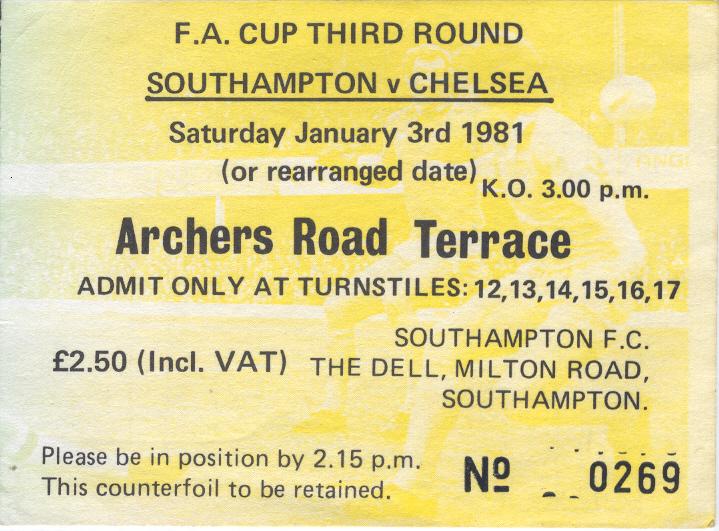 F.A. CUP THIRD ROUND
SOUTHAMPTON v CHELSEA
Saturday January 3rd 1981
(or rearranged date)
K.O. 3.00 p.m.
Archers Road Terrace
ADMIT ONLY AT TURNSTILES: 12,13,14,15,16,17
£2.50 (Incl. VAT)
SOUTHAMPTON F.C.
THE DELL, MILTON ROAD,
SOUTHAMPTON.
Please be in position by 2.15 p.m.
This counterfoil to be retained.
Nº 0269